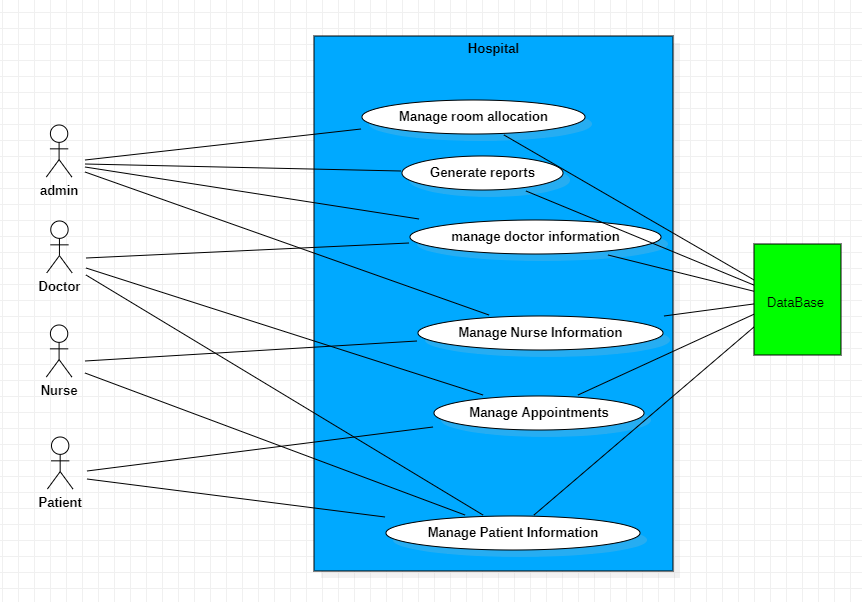 Hospital
Manage room allocation
Generate reports
admin
manage doctor information
Doctor
DataBase
Manage Nurse Information
Nurse
Manage Appointments
Patient
Manage Patient Information